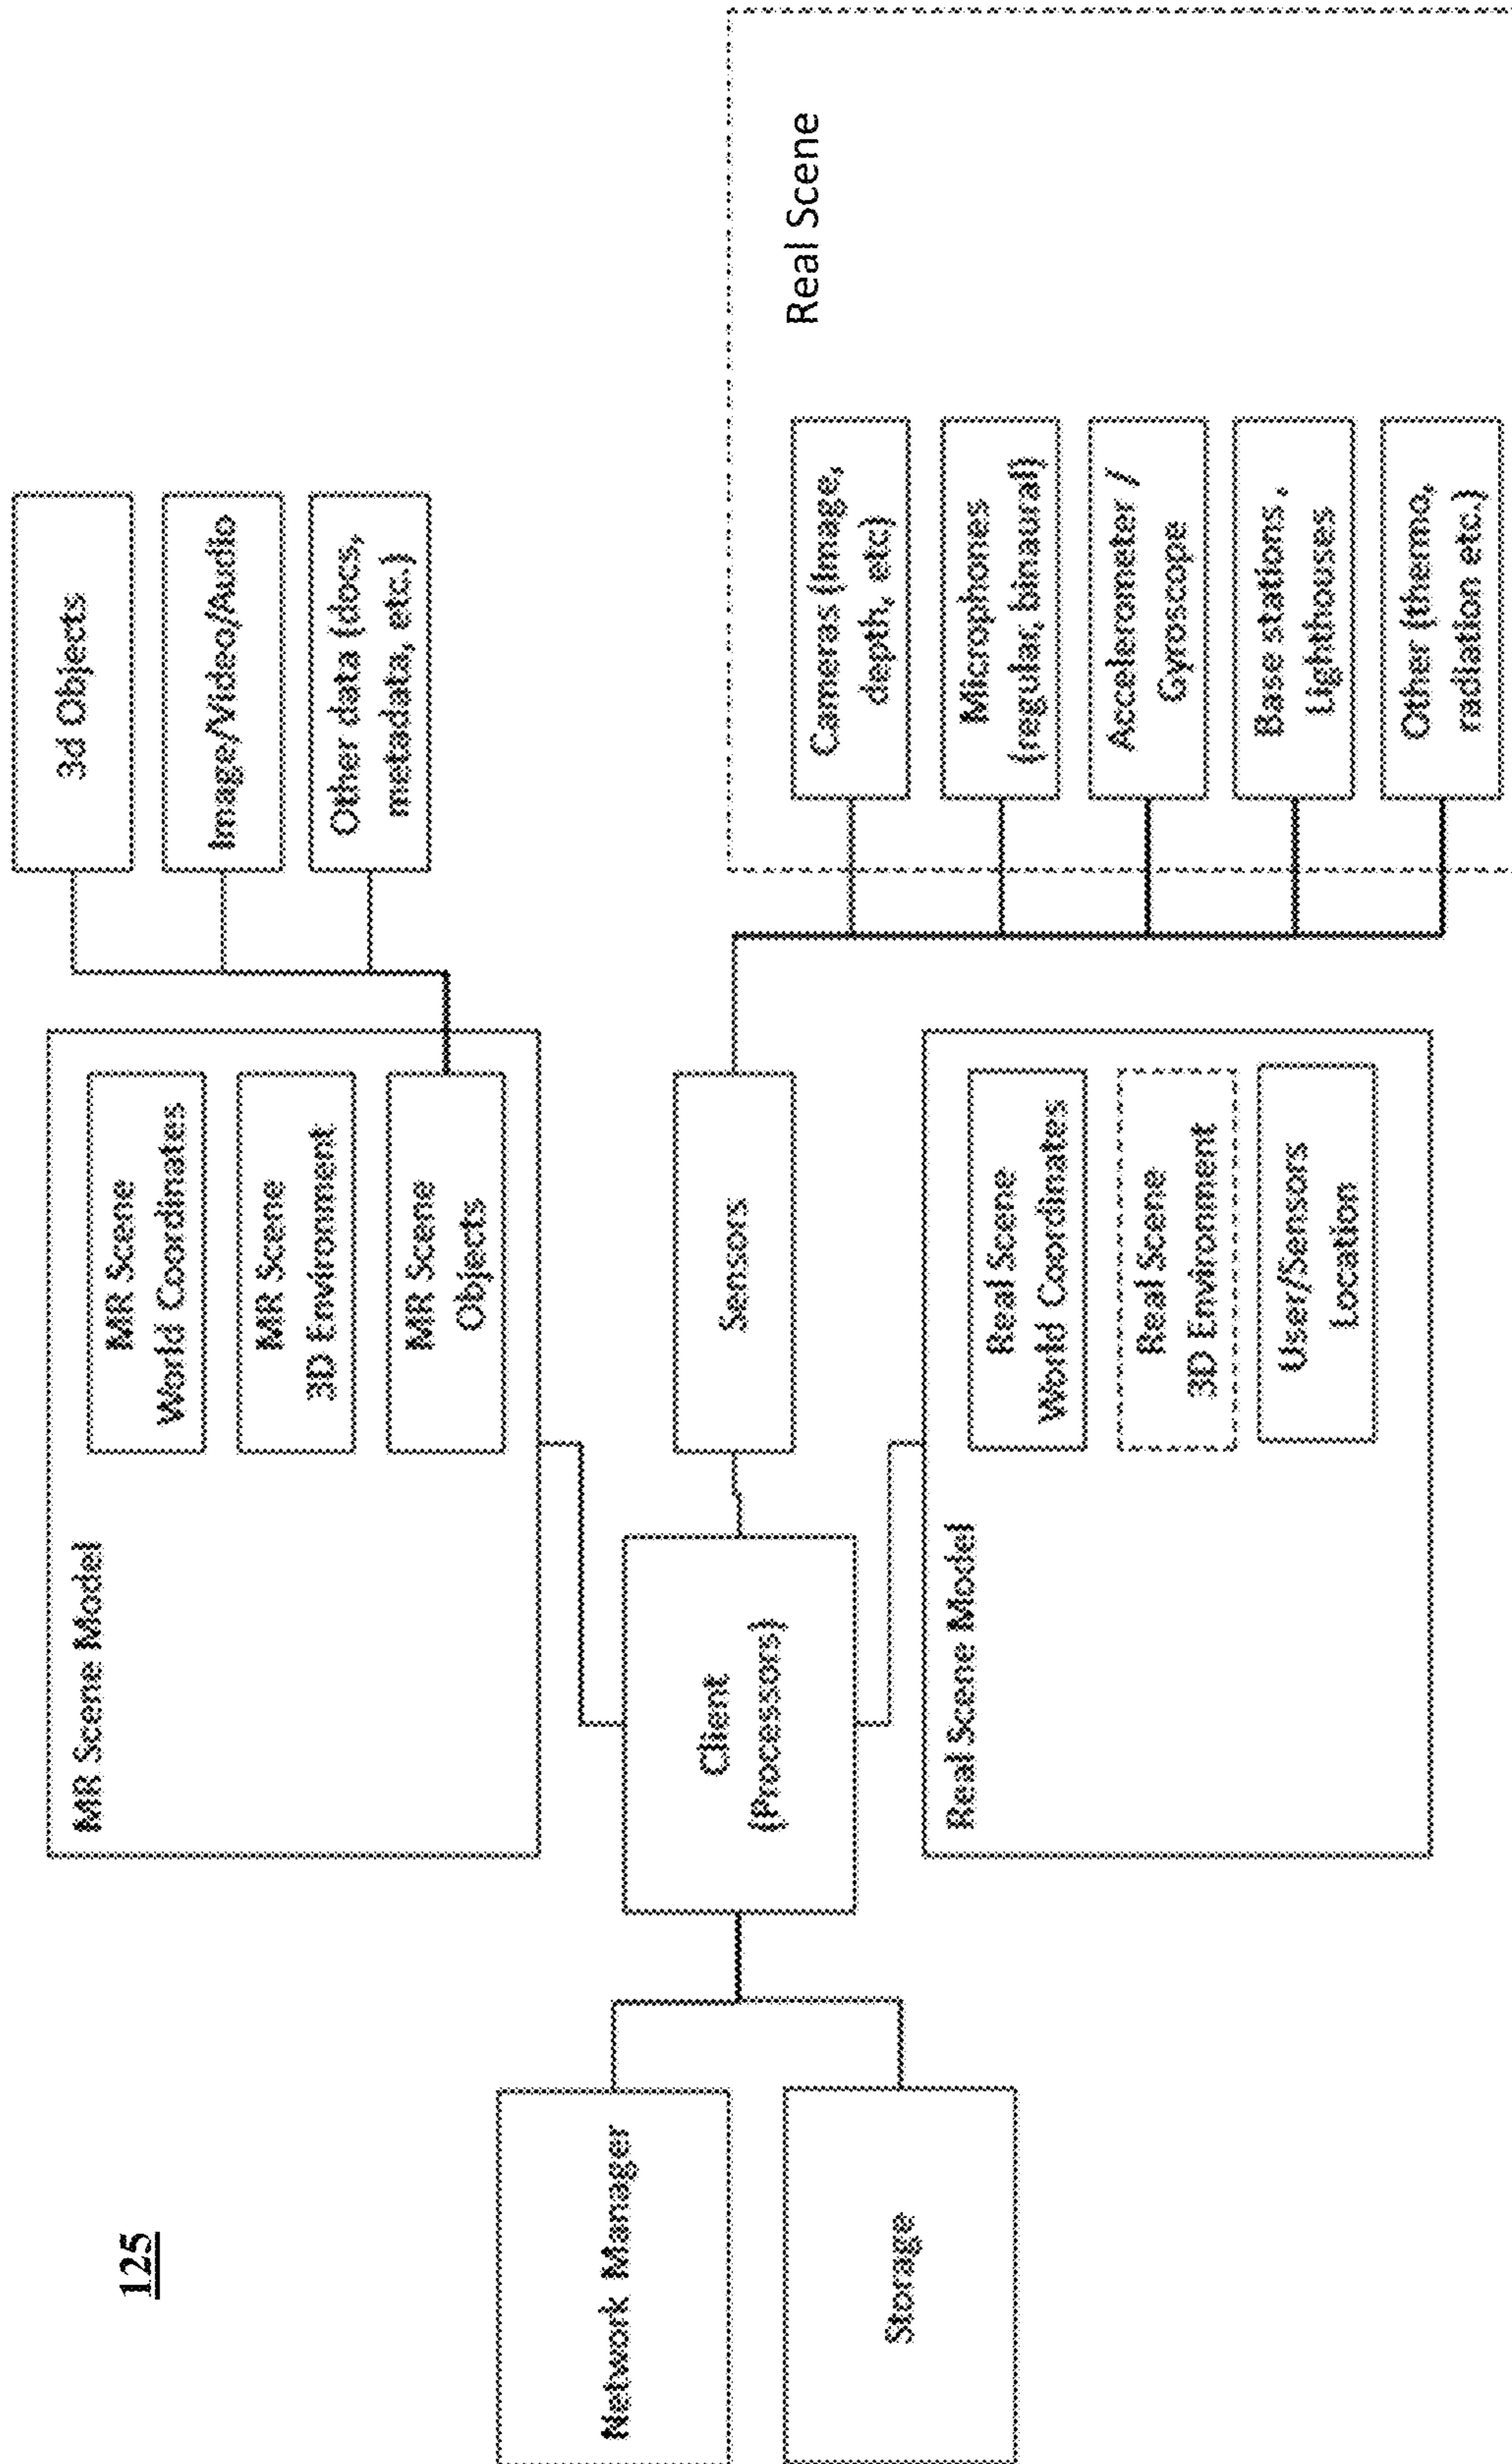 125
Network Manager
Storage
Client
(Processors)
MR Scene Model
MR Scene
World Coordinates
MR Scene
3D Environment
MR Scene
Objects
3d Objects
Image/Video/Audio
Other data (docs,
metadata, etc.)
Sensors
Real Scene Model
Real Scene
World Coordinates
Real Scene
3D Environment
User/Sensors
Location
Real Scene
Cameras (image,
depth, etc)
Microphones
(regular, binaural)
Accelerometer /
Gyroscope
Base stations,
Lighthouses
Other (thermo,
radiation etc.)